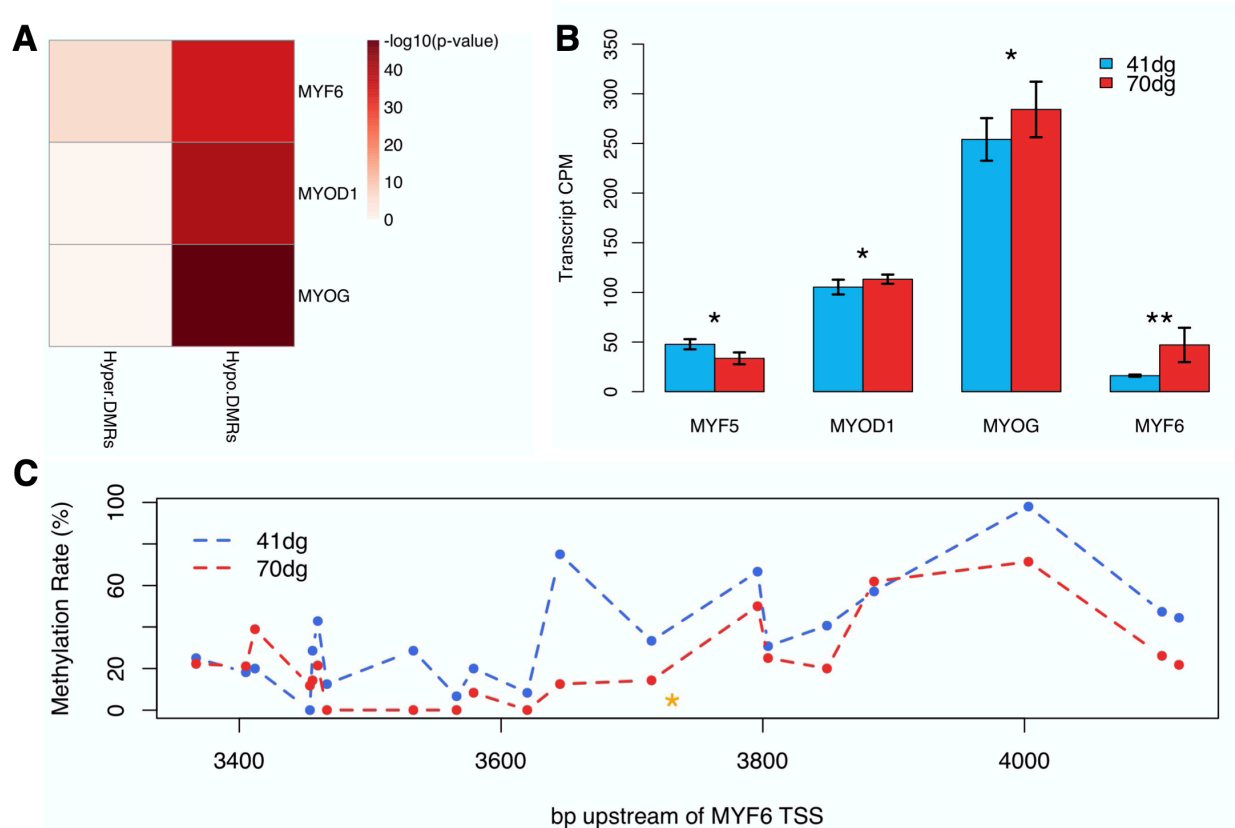 A
-log10(p-value)
40
30
20
10
0
MYF6
MYOD1
MYOG
Hyper.DMRs
Hypo.DMRs
B
Transcript CPM
350
300
250
200
150
100
50
0
41dg
70dg
*
*
*
**
MYF5
MYOD1
MYOG
MYF6
C
Methylation Rate (%)
100
60
20
0
41dg
70dg
*
3400
3600
3800
4000
bp upstream of MYF6 TSS